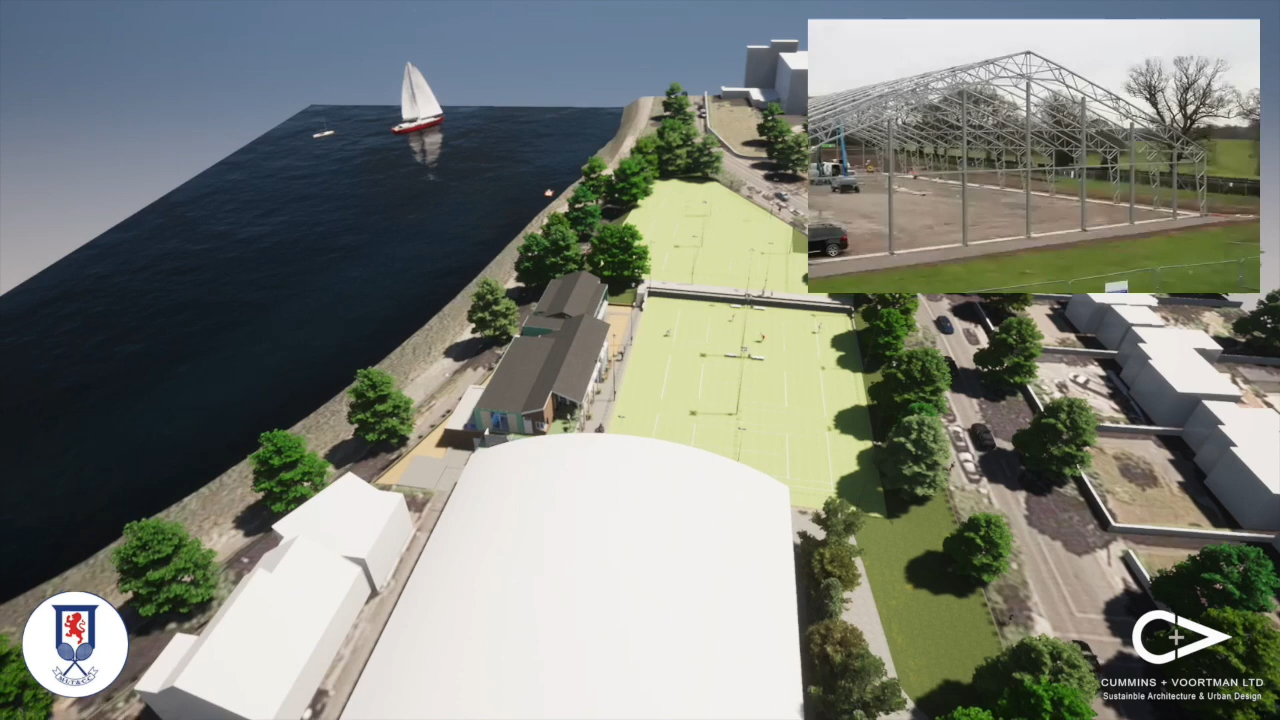 M.L.T.&C.C.
CUMMINS + VOORTMAN LTD
Sustainble Architecture & Urban Design